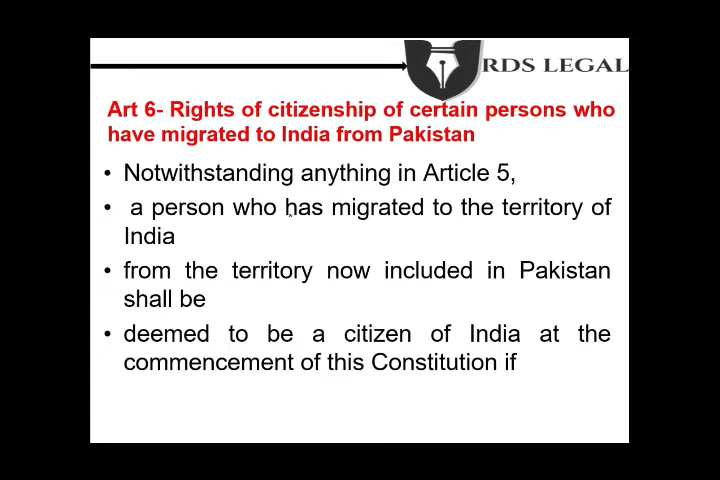 RDS LEGAL
Art 6- Rights of citizenship of certain persons who
have migrated to India from Pakistan
• Notwithstanding anything in Article 5,
• a person who has migrated to the territory of
India
• from the territory now included in Pakistan
shall be
• deemed to be a citizen of India at the
commencement of this Constitution if